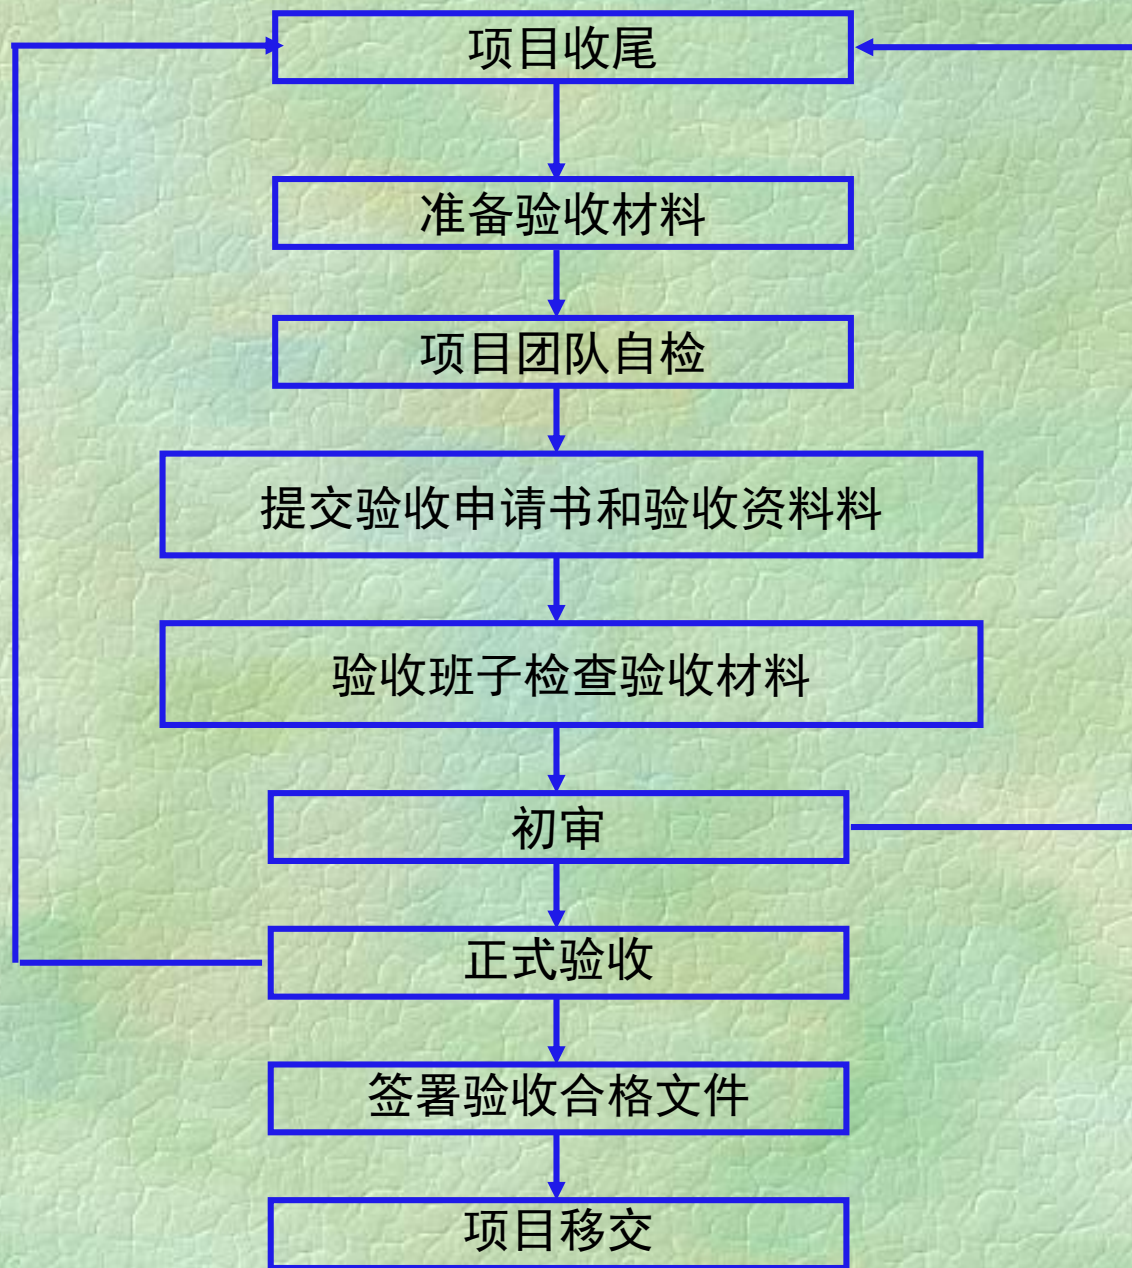 项目收尾
准备验收材料
项目团队自检
提交验收申请书和验收资料料
验收班子检查验收材料
初审
正式验收
签署验收合格文件
项目移交